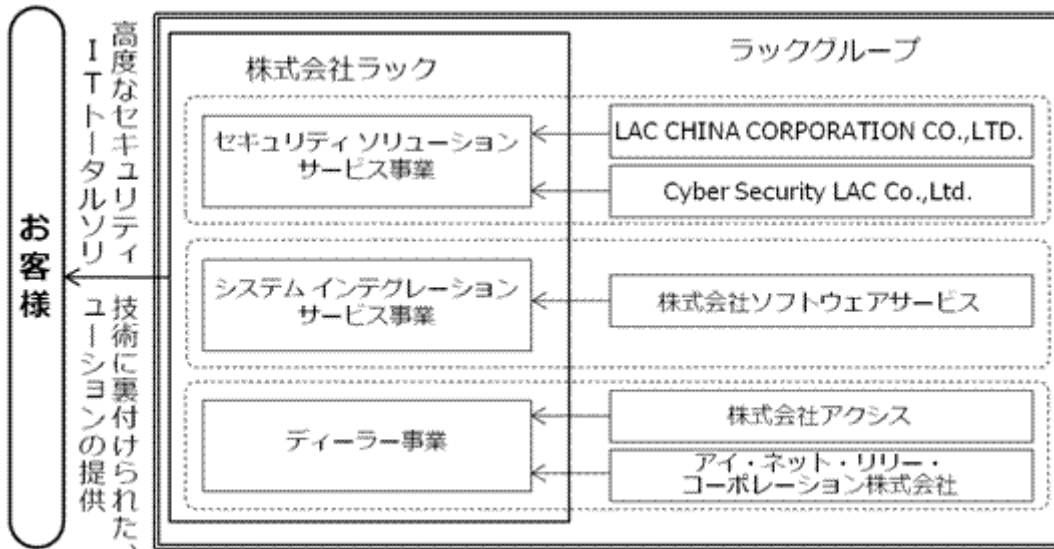 お客様
高度なセキュリティ技術に裏付けられた、
ITトータルソリューションの提供
株式会社ラック
ラックグループ
セキュリティ ソリューション
サービス事業
LAC CHINA CORPORATION CO.,LTD.
Cyber Security LAC Co.,Ltd.
システム インテグレーション
サービス事業
株式会社ソフトウェアサービス
ディーラー事業
株式会社アクシス
アイ・ネット・リリー・
コーポレーション株式会社